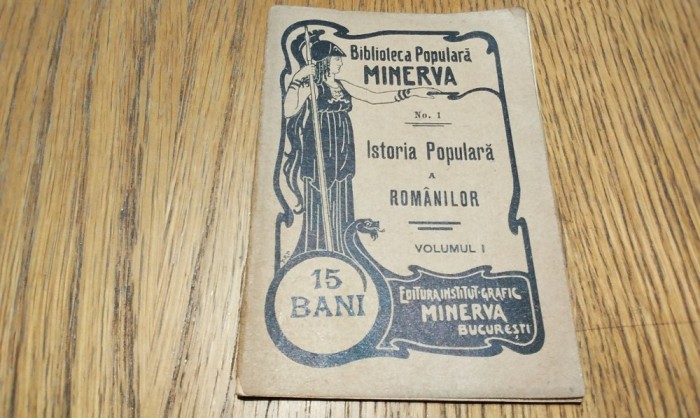 Biblioteca Populară
MINERVA
No. 1
Istoria Populară
A
ROMÂNILOR
VOLUMUL I
15
BANI
EDITURA INSTITUT·GRAFIC
MINERVA
BUCUREȘTI